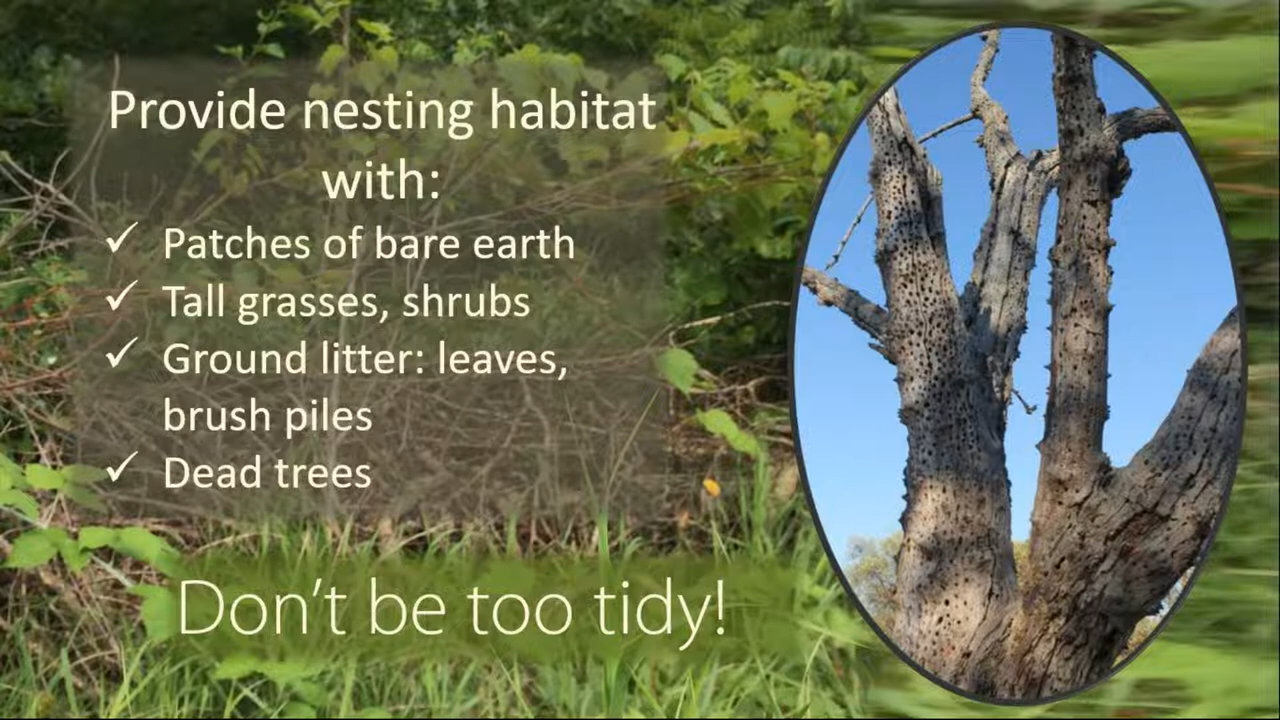 Provide nesting habitat
with:
✓ Patches of bare earth
✓ Tall grasses, shrubs
✓ Ground litter: leaves,
brush piles
✓ Dead trees
Don't be too tidy!